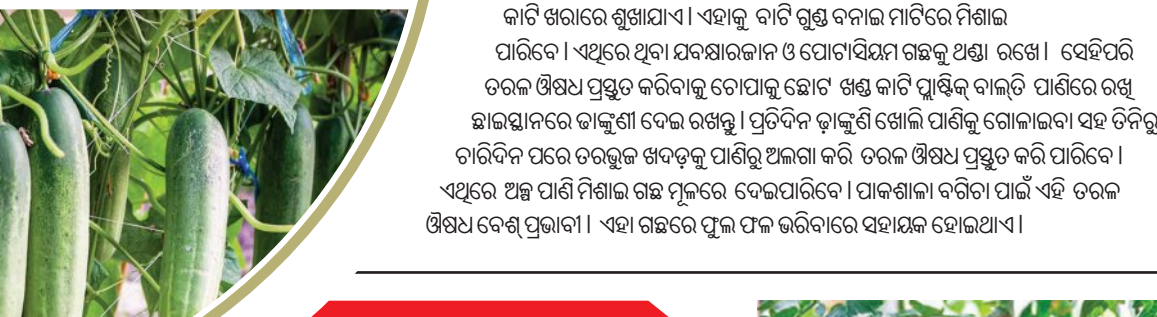 କାଟି ଖରାରେ ଶୁଖାଯାଏ । ଏହାକୁ ବାଟି ଗୁଣ୍ଡ ବନାଇ ମାଟିରେ ମିଶାଇ
ପାରିବେ । ଏଥିରେ ଥିବା ଯବକ୍ଷାରଜାନ ଓ ପୋଟାସିୟମ ଗଛକୁ ଥଣ୍ଡା ରଖେ । ସେହିପରି
ତରଳ ଔଷଧ ପ୍ରସ୍ତୁତ କରିବାକୁ ଚୋପାକୁ ଛୋଟ ଖଣ୍ଡ କାଟି ପ୍ଲାଷ୍ଟିକ୍ ବାଲ୍‌ତି ପାଣିରେ ରଖି
ଛାଇସ୍ଥାନରେ ଢାଙ୍କୁଣୀ ଦେଇ ରଖନ୍ତୁ । ପ୍ରତିଦିନ ଢ଼ାଙ୍କୁଣି ଖୋଲି ପାଣିକୁ ଗୋଳାଇବା ସହ ତିନିରୁ
ଚାରିଦିନ ପରେ ତରଭୁଜ ଖଦଡ଼କୁ ପାଣିରୁ ଅଲଗା କରି ତରଳ ଔଷଧ ପ୍ରସ୍ତୁତ କରି ପାରିବେ ।
ଏଥିରେ ଅଳ୍ପ ପାଣି ମିଶାଇ ଗଛ ମୂଳରେ ଦେଇପାରିବେ । ପାକଶାଳା ବଗିଚା ପାଇଁ ଏହି ତରଳ
ଔଷଧ ବେଶ୍ ପ୍ରଭାବୀ । ଏହା ଗଛରେ ଫୁଲ ଫଳ ଭରିବାରେ ସହାୟକ ହୋଇଥାଏ ।